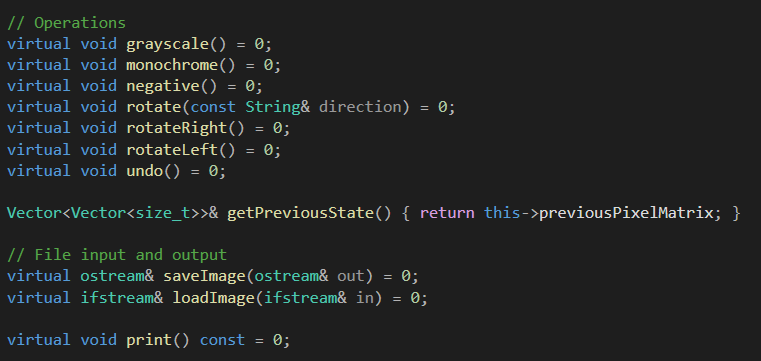 // Operations
virtual void grayscale() = 0;
virtual void monochrome() = 0;
virtual void negative() = 0;
virtual void rotate(const String& direction) = 0;
virtual void rotateRight() = 0;
virtual void rotateLeft() = 0;
virtual void undo() = 0;
Vector<Vector<size_t>>& getPreviousState() { return this->previousPixelMatrix; }
// File input and output
virtual ostream& saveImage(ostream& out) = 0;
virtual ifstream& loadImage(ifstream& in) = 0;
virtual void print() const = 0;